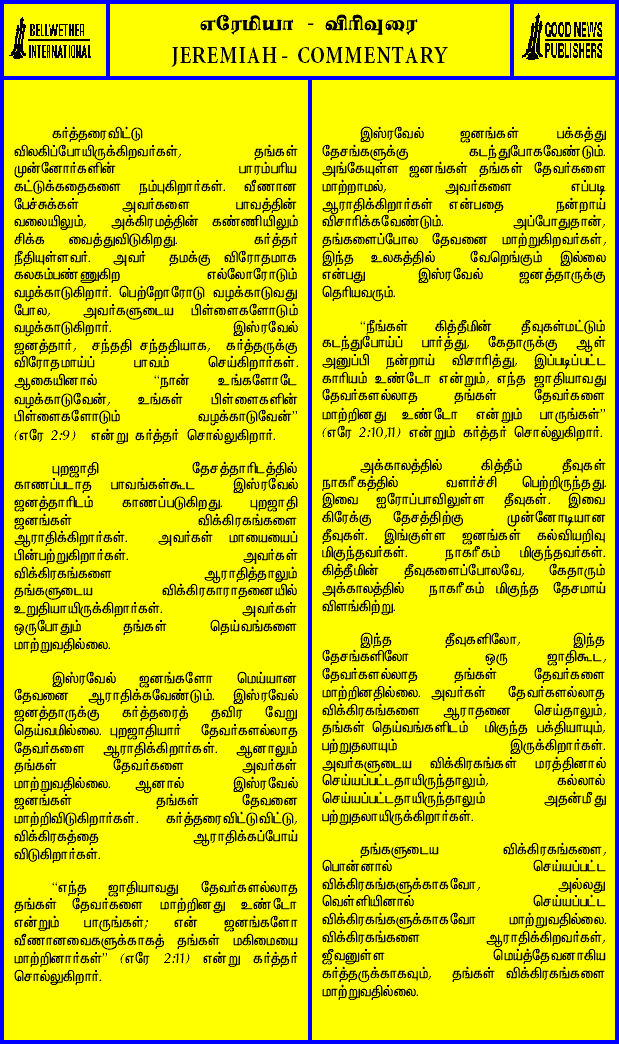 BELLWETHER
INTERNATIONAL
எரேமியா - விரிவுரை
JEREMIAH - COMMENTARY
GOOD NEWS
PUBLISHERS
கர்த்தரைவிட்டு
விலகிப்போயிருக்கிறவர்கள், தங்கள்
முன்னோர்களின் பாரம்பரிய
கட்டுக்கதைகளை நம்புகிறார்கள். வீணான
பேச்சுக்கள் அவர்களை பாவத்தின்
வலையிலும், அக்கிரமத்தின் கண்ணியிலும்
சிக்க வைத்துவிடுகிறது. கர்த்தர்
நீதியுள்ளவர். அவர் தமக்கு விரோதமாக
கலகம்பண்ணுகிற எல்லோரோடும்
வழக்காடுகிறார். பெற்றோரோடு வழக்காடுவது
போல, அவர்களுடைய பிள்ளைகளோடும்
வழக்காடுகிறார். இஸ்ரவேல்
ஜனத்தார், சந்ததி சந்ததியாக, கர்த்தருக்கு
விரோதமாய்ப் பாவம் செய்கிறார்கள்.
ஆகையினால் “நான் உங்களோடே
வழக்காடுவேன், உங்கள் பிள்ளைகளின்
பிள்ளைகளோடும் வழக்காடுவேன்”
(எரே 2:9) என்று கர்த்தர் சொல்லுகிறார்.
புறஜாதி தேசத்தாரிடத்தில்
காணப்படாத பாவங்கள்கூட இஸ்ரவேல்
ஜனத்தாரிடம் காணப்படுகிறது. புறஜாதி
ஜனங்கள் விக்கிரகங்களை
ஆராதிக்கிறார்கள். அவர்கள் மாயையைப்
பின்பற்றுகிறார்கள். அவர்கள்
விக்கிரகங்களை ஆராதித்தாலும்
தங்களுடைய விக்கிரகாராதனையில்
உறுதியாயிருக்கிறார்கள். அவர்கள்
ஒருபோதும் தங்கள் தெய்வங்களை
மாற்றுவதில்லை.
இஸ்ரவேல் ஜனங்களோ மெய்யான
தேவனை ஆராதிக்கவேண்டும். இஸ்ரவேல்
ஜனத்தாருக்கு கர்த்தரைத் தவிர வேறு
தெய்வமில்லை. புறஜாதியார் தேவர்களல்லாத
தேவர்களை ஆராதிக்கிறார்கள். ஆனாலும்
தங்கள் தேவர்களை அவர்கள்
மாற்றுவதில்லை. ஆனால் இஸ்ரவேல்
ஜனங்கள் தங்கள் தேவனை
மாற்றிவிடுகிறார்கள். கர்த்தரைவிட்டுவிட்டு,
விக்கிரகத்தை ஆராதிக்கப்போய்
விடுகிறார்கள்.
“எந்த ஜாதியாவது தேவர்களல்லாத
தங்கள் தேவர்களை மாற்றினது உண்டோ
என்றும் பாருங்கள்; என் ஜனங்களோ
வீணானவைகளுக்காகத் தங்கள் மகிமையை
மாற்றினார்கள்” (எரே 2:11) என்று கர்த்தர்
சொல்லுகிறார்.
இஸ்ரவேல் ஜனங்கள் பக்கத்து
தேசங்களுக்கு கடந்துபோகவேண்டும்.
அங்கேயுள்ள ஜனங்கள் தங்கள் தேவர்களை
மாற்றாமல், அவர்களை எப்படி
ஆராதிக்கிறார்கள் என்பதை நன்றாய்
விசாரிக்கவேண்டும். அப்போதுதான்,
தங்களைப்போல தேவனை மாற்றுகிறவர்கள்,
இந்த உலகத்தில் வேறெங்கும் இல்லை
என்பது இஸ்ரவேல் ஜனத்தாருக்கு
தெரியவரும்.
“நீங்கள் கித்தீமின் தீவுகள்மட்டும்
கடந்துபோய்ப் பார்த்து, கேதாருக்கு ஆள்
அனுப்பி நன்றாய் விசாரித்து, இப்படிப்பட்ட
காரியம் உண்டோ என்றும், எந்த ஜாதியாவது
தேவர்களல்லாத தங்கள் தேவர்களை
மாற்றினது உண்டோ என்றும் பாருங்கள்”
(எரே 2:10,11) என்றும் கர்த்தர் சொல்லுகிறார்.
அக்காலத்தில் கித்தீம் தீவுகள்
நாகரீகத்தில் வளர்ச்சி பெற்றிருந்தது.
இவை ஐரோப்பாவிலுள்ள தீவுகள். இவை
கிரேக்கு தேசத்திற்கு முன்னோடியான
தீவுகள். இங்குள்ள ஜனங்கள் கல்வியறிவு
மிகுந்தவர்கள். நாகரீகம் மிகுந்தவர்கள்.
கித்தீமின் தீவுகளைப்போலவே, கேதாரும்
அக்காலத்தில் நாகரீகம் மிகுந்த தேசமாய்
விளங்கிற்று.
இந்த தீவுகளிலோ, இந்த
தேசங்களிலோ ஒரு ஜாதிகூட,
தேவர்களல்லாத தங்கள் தேவர்களை
மாற்றினதில்லை. அவர்கள் தேவர்களல்லாத
விக்கிரகங்களை ஆராதனை செய்தாலும்,
தங்கள் தெய்வங்களிடம் மிகுந்த பக்தியாயும்,
பற்றுதலாயும் இருக்கிறார்கள்.
அவர்களுடைய விக்கிரகங்கள் மரத்தினால்
செய்யப்பட்டதாயிருந்தாலும், கல்லால்
செய்யப்பட்டதாயிருந்தாலும் அதன்மீது
பற்றுதலாயிருக்கிறார்கள்.
தங்களுடைய விக்கிரகங்களை,
பொன்னால் செய்யப்பட்ட
விக்கிரகங்களுக்காகவோ, அல்லது
வெள்ளியினால் செய்யப்பட்ட
விக்கிரகங்களுக்காகவோ மாற்றுவதில்லை.
விக்கிரகங்களை ஆராதிக்கிறவர்கள்,
ஜீவனுள்ள மெய்த்தேவனாகிய
கர்த்தருக்காகவும், தங்கள் விக்கிரகங்களை
மாற்றுவதில்லை.